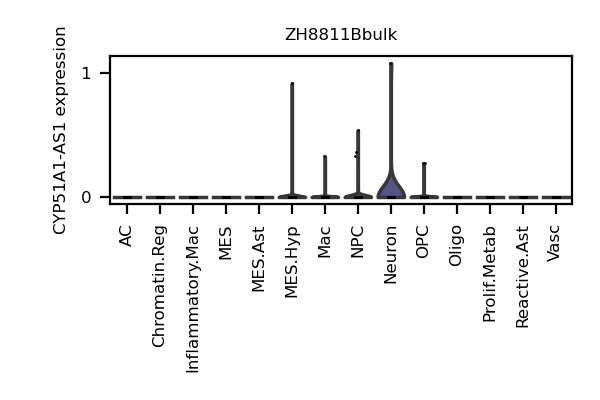 ZH8811Bbulk
CYP51A1-AS1 expression
1
0
AC
Chromatin.Reg
Inflammatory.Mac
MES
MES.Ast
MES.Hyp
Mac
NPC
Neuron
OPC
Oligo
Prolif.Metab
Reactive.Ast
Vasc